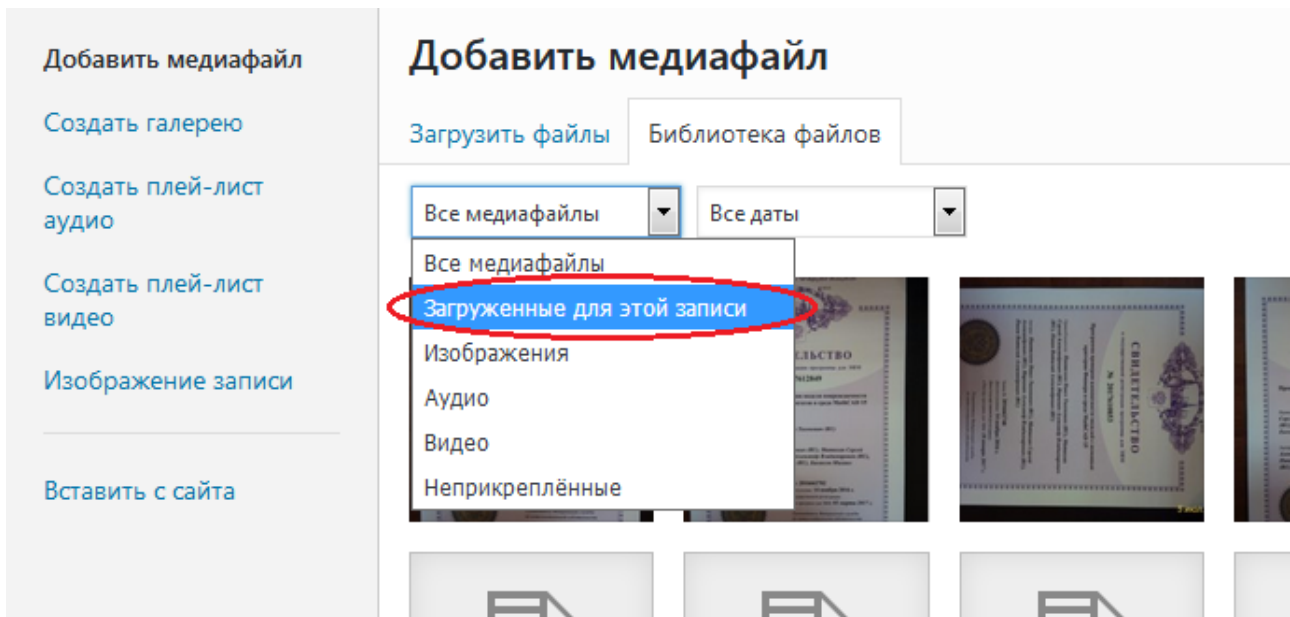 Добавить медиафайл
Создать галерею
Создать плей-лист
аудио
Создать плей-лист
видео
Изображение записи
Вставить с сайта
Добавить медиафайл
Загрузить файлы
Библиотека файлов
Все медиафайлы
Все даты
Все медиафайлы
Загруженные для этой записи
Изображения
Аудио
Видео
Неприкреплённые
СВИДЕТЕЛЬСТВО